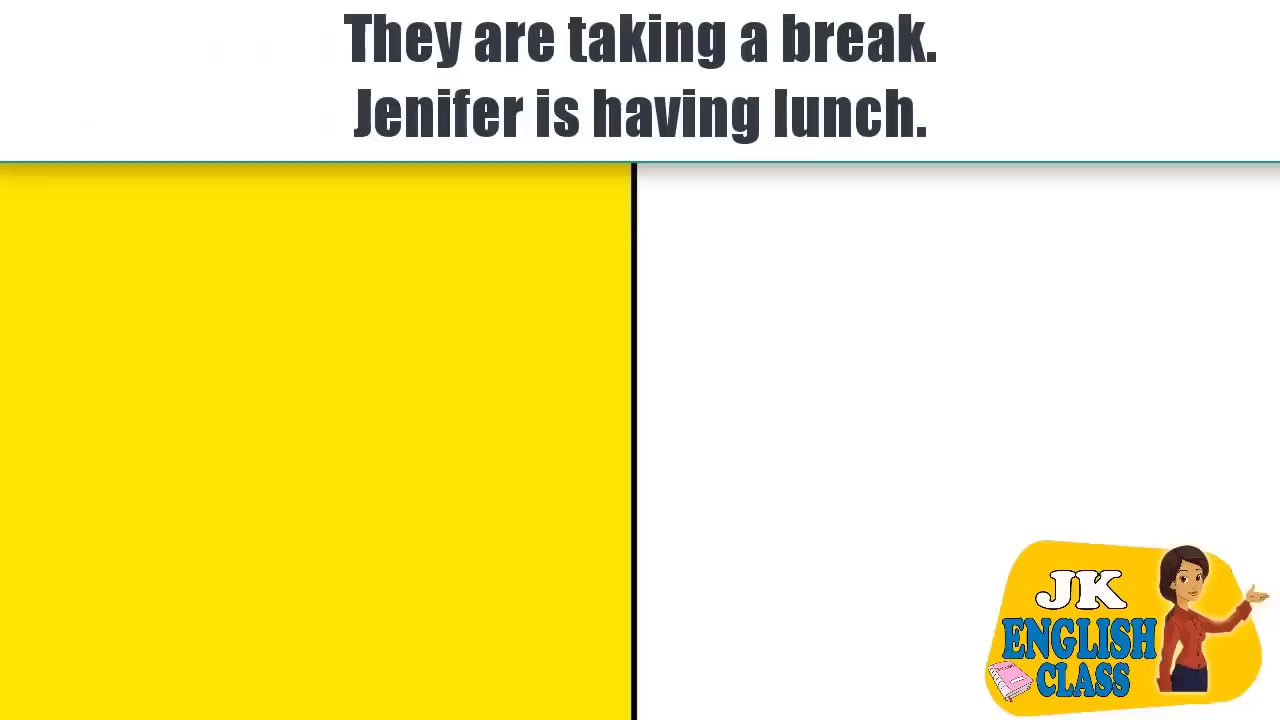 They are taking a break.
Jenifer is having lunch.
JK
ENGLISH
CLASS